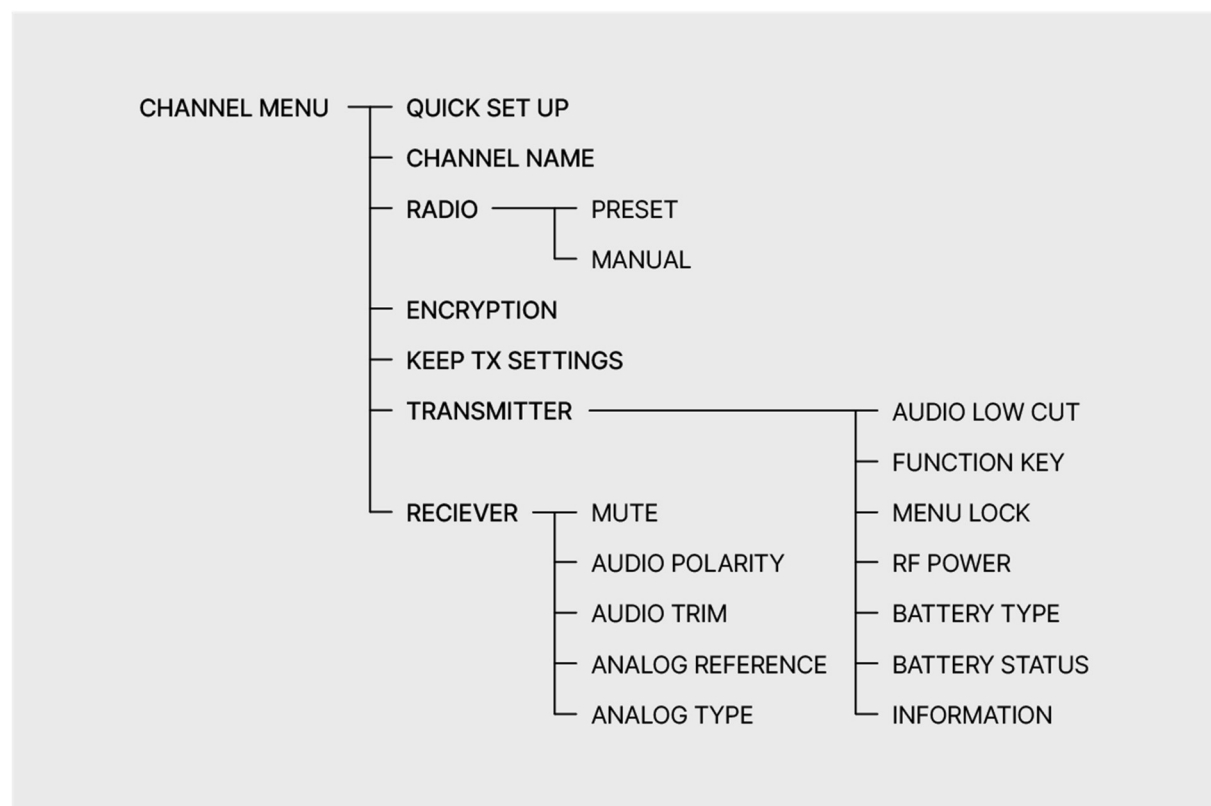 CHANNEL MENU
QUICK SET UP
CHANNEL NAME
RADIO
PRESET
MANUAL
ENCRYPTION
KEEP TX SETTINGS
TRANSMITTER
AUDIO LOW CUT
FUNCTION KEY
MENU LOCK
RF POWER
BATTERY TYPE
BATTERY STATUS
INFORMATION
RECIEVER
MUTE
AUDIO POLARITY
AUDIO TRIM
ANALOG REFERENCE
ANALOG TYPE